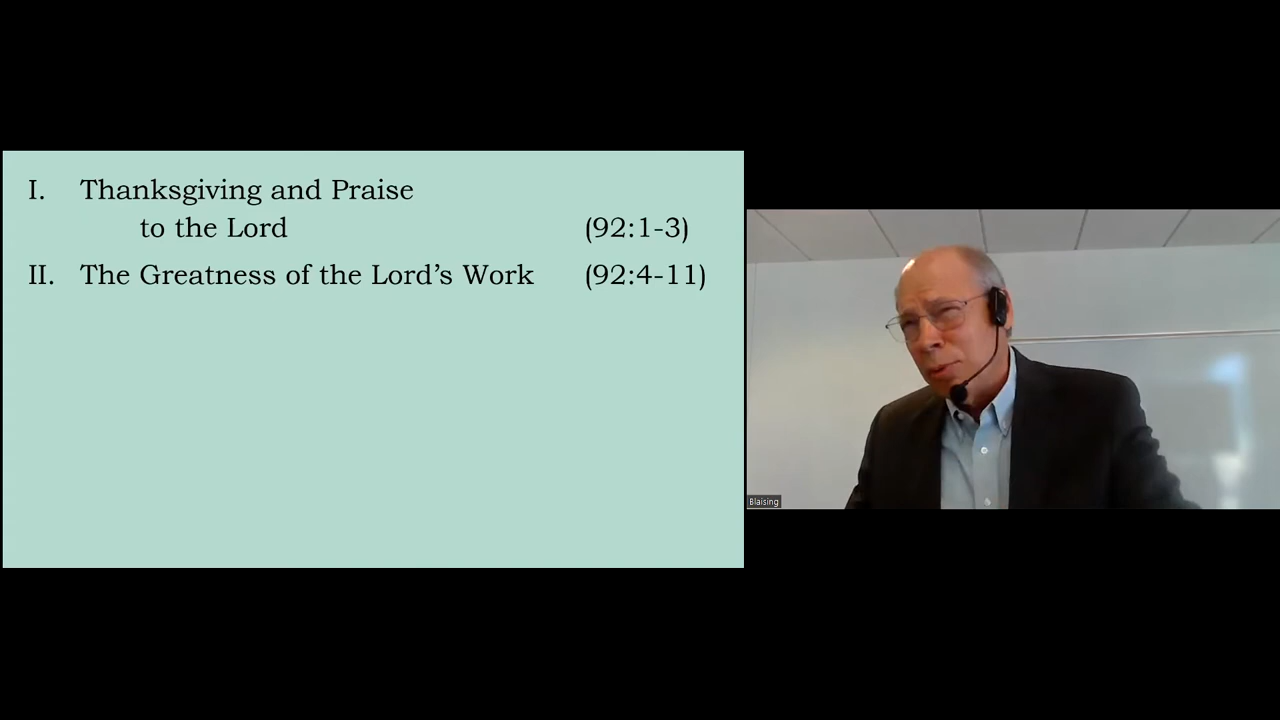 I. Thanksgiving and Praise
to the Lord (92:1-3)
II. The Greatness of the Lord’s Work (92:4-11)
Blaising